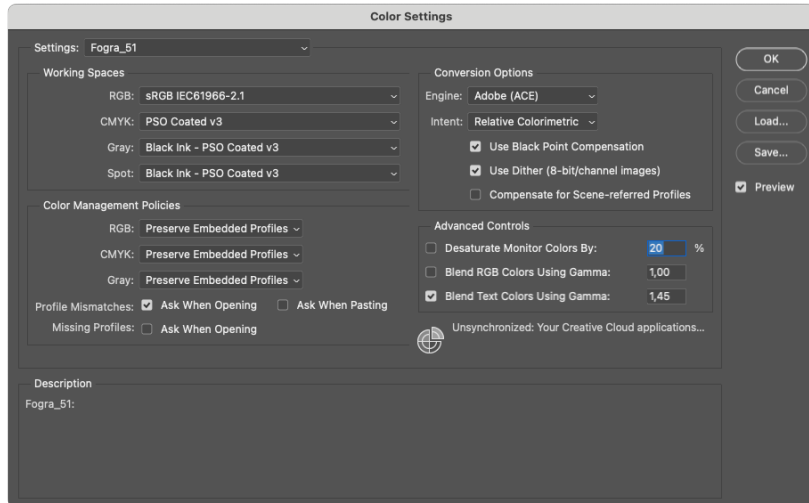 Color Settings
Settings: Fogra_51
Working Spaces
RGB: sRGB IEC61966-2.1
CMYK: PSO Coated v3
Gray: Black Ink - PSO Coated v3
Spot: Black Ink - PSO Coated v3
Color Management Policies
RGB: Preserve Embedded Profiles
CMYK: Preserve Embedded Profiles
Gray: Preserve Embedded Profiles
Profile Mismatches: Ask When Opening Ask When Pasting
Missing Profiles: Ask When Opening
Conversion Options
Engine: Adobe (ACE)
Intent: Relative Colorimetric
Use Black Point Compensation
Use Dither (8-bit/channel images)
Compensate for Scene-referred Profiles
Advanced Controls
Desaturate Monitor Colors By: 20 %
Blend RGB Colors Using Gamma: 1,00
Blend Text Colors Using Gamma: 1,45
Unsynchronized: Your Creative Cloud applications...
OK
Cancel
Load...
Save...
Preview
Description
Fogra_51: